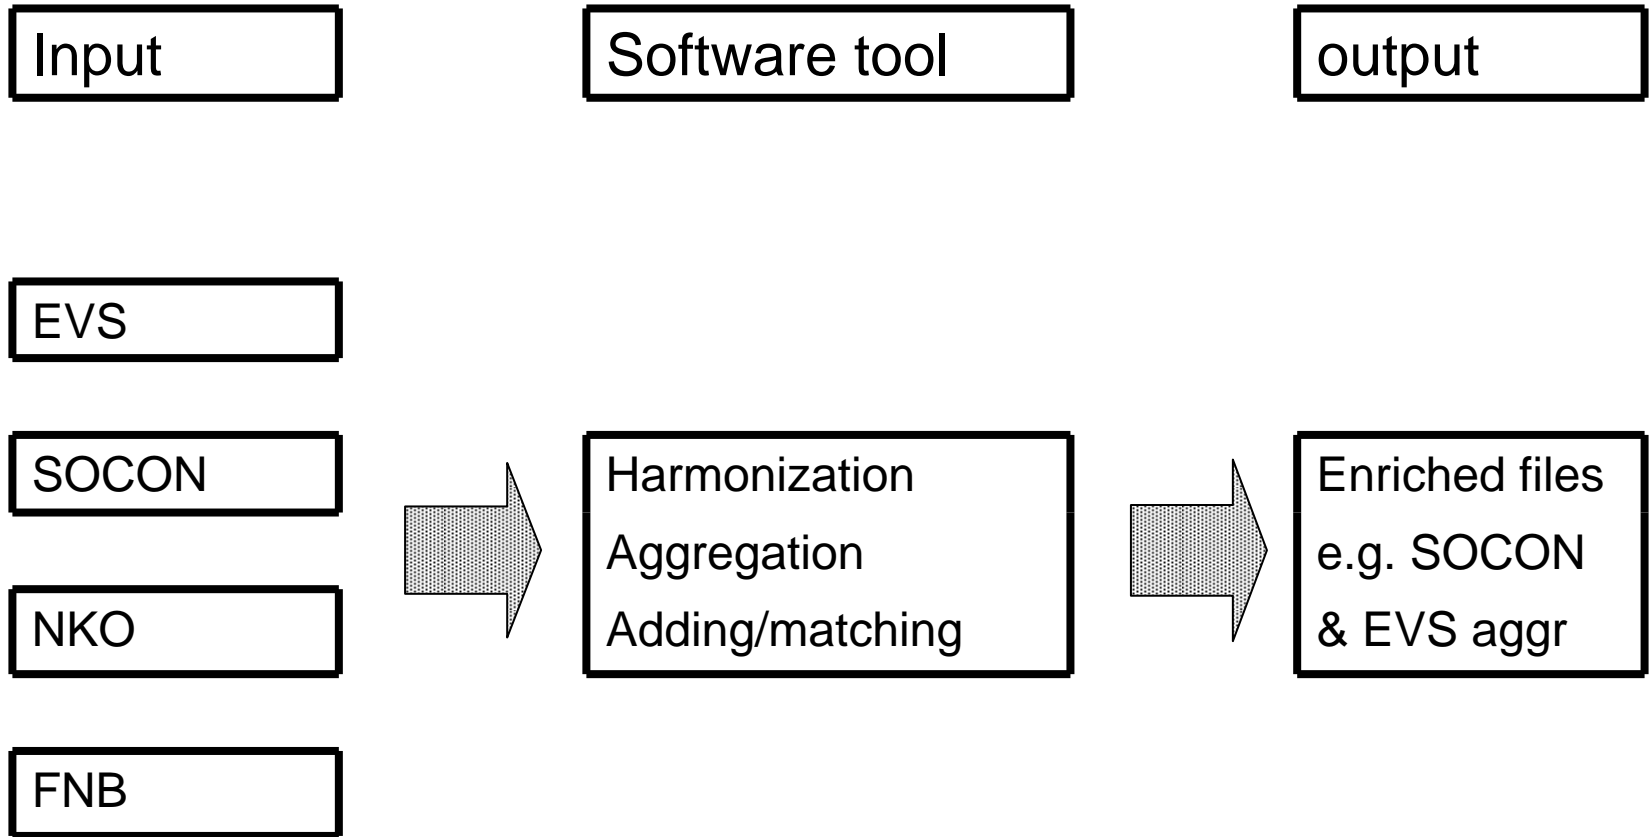 Input
Software tool
output
EVS
SOCON
NKO
FNB
Harmonization
Aggregation
Adding/matching
Enriched files
e.g. SOCON
& EVS aggr